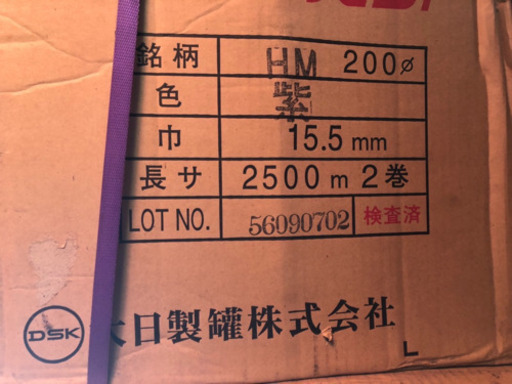 銘柄 HM 200ø
色 紫
巾 15.5 mm
長サ 2500 m 2巻
LOT NO. 56090702 検査済
DSK 大日製罐株式会社
L